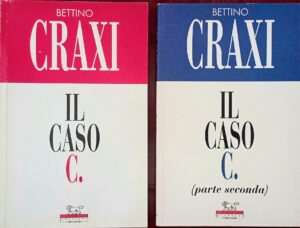 BETTINO
CRAXI
IL
CASO
C.
BETTINO
CRAXI
IL
CASO
C.
(parte seconda)